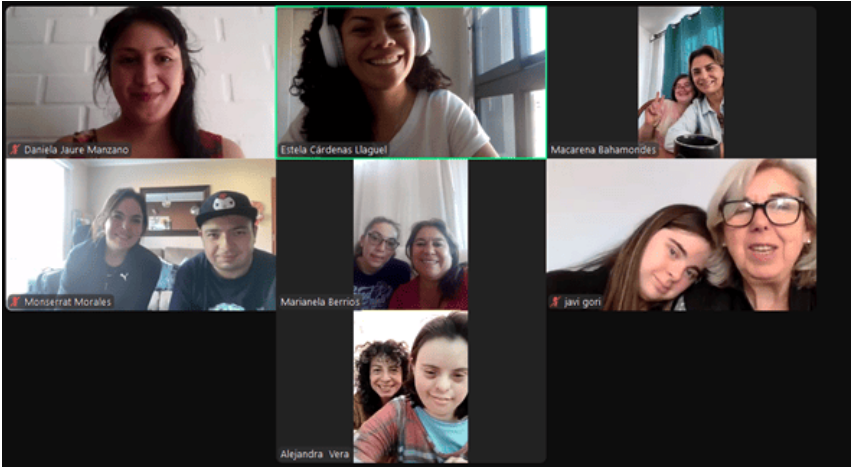 Daniela Jaure Manzano
Estela Cárdenas Llaguel
Macarena Bahamondes
Monserrat Morales
Marianela Berrios
javi gori
Alejandra Vera